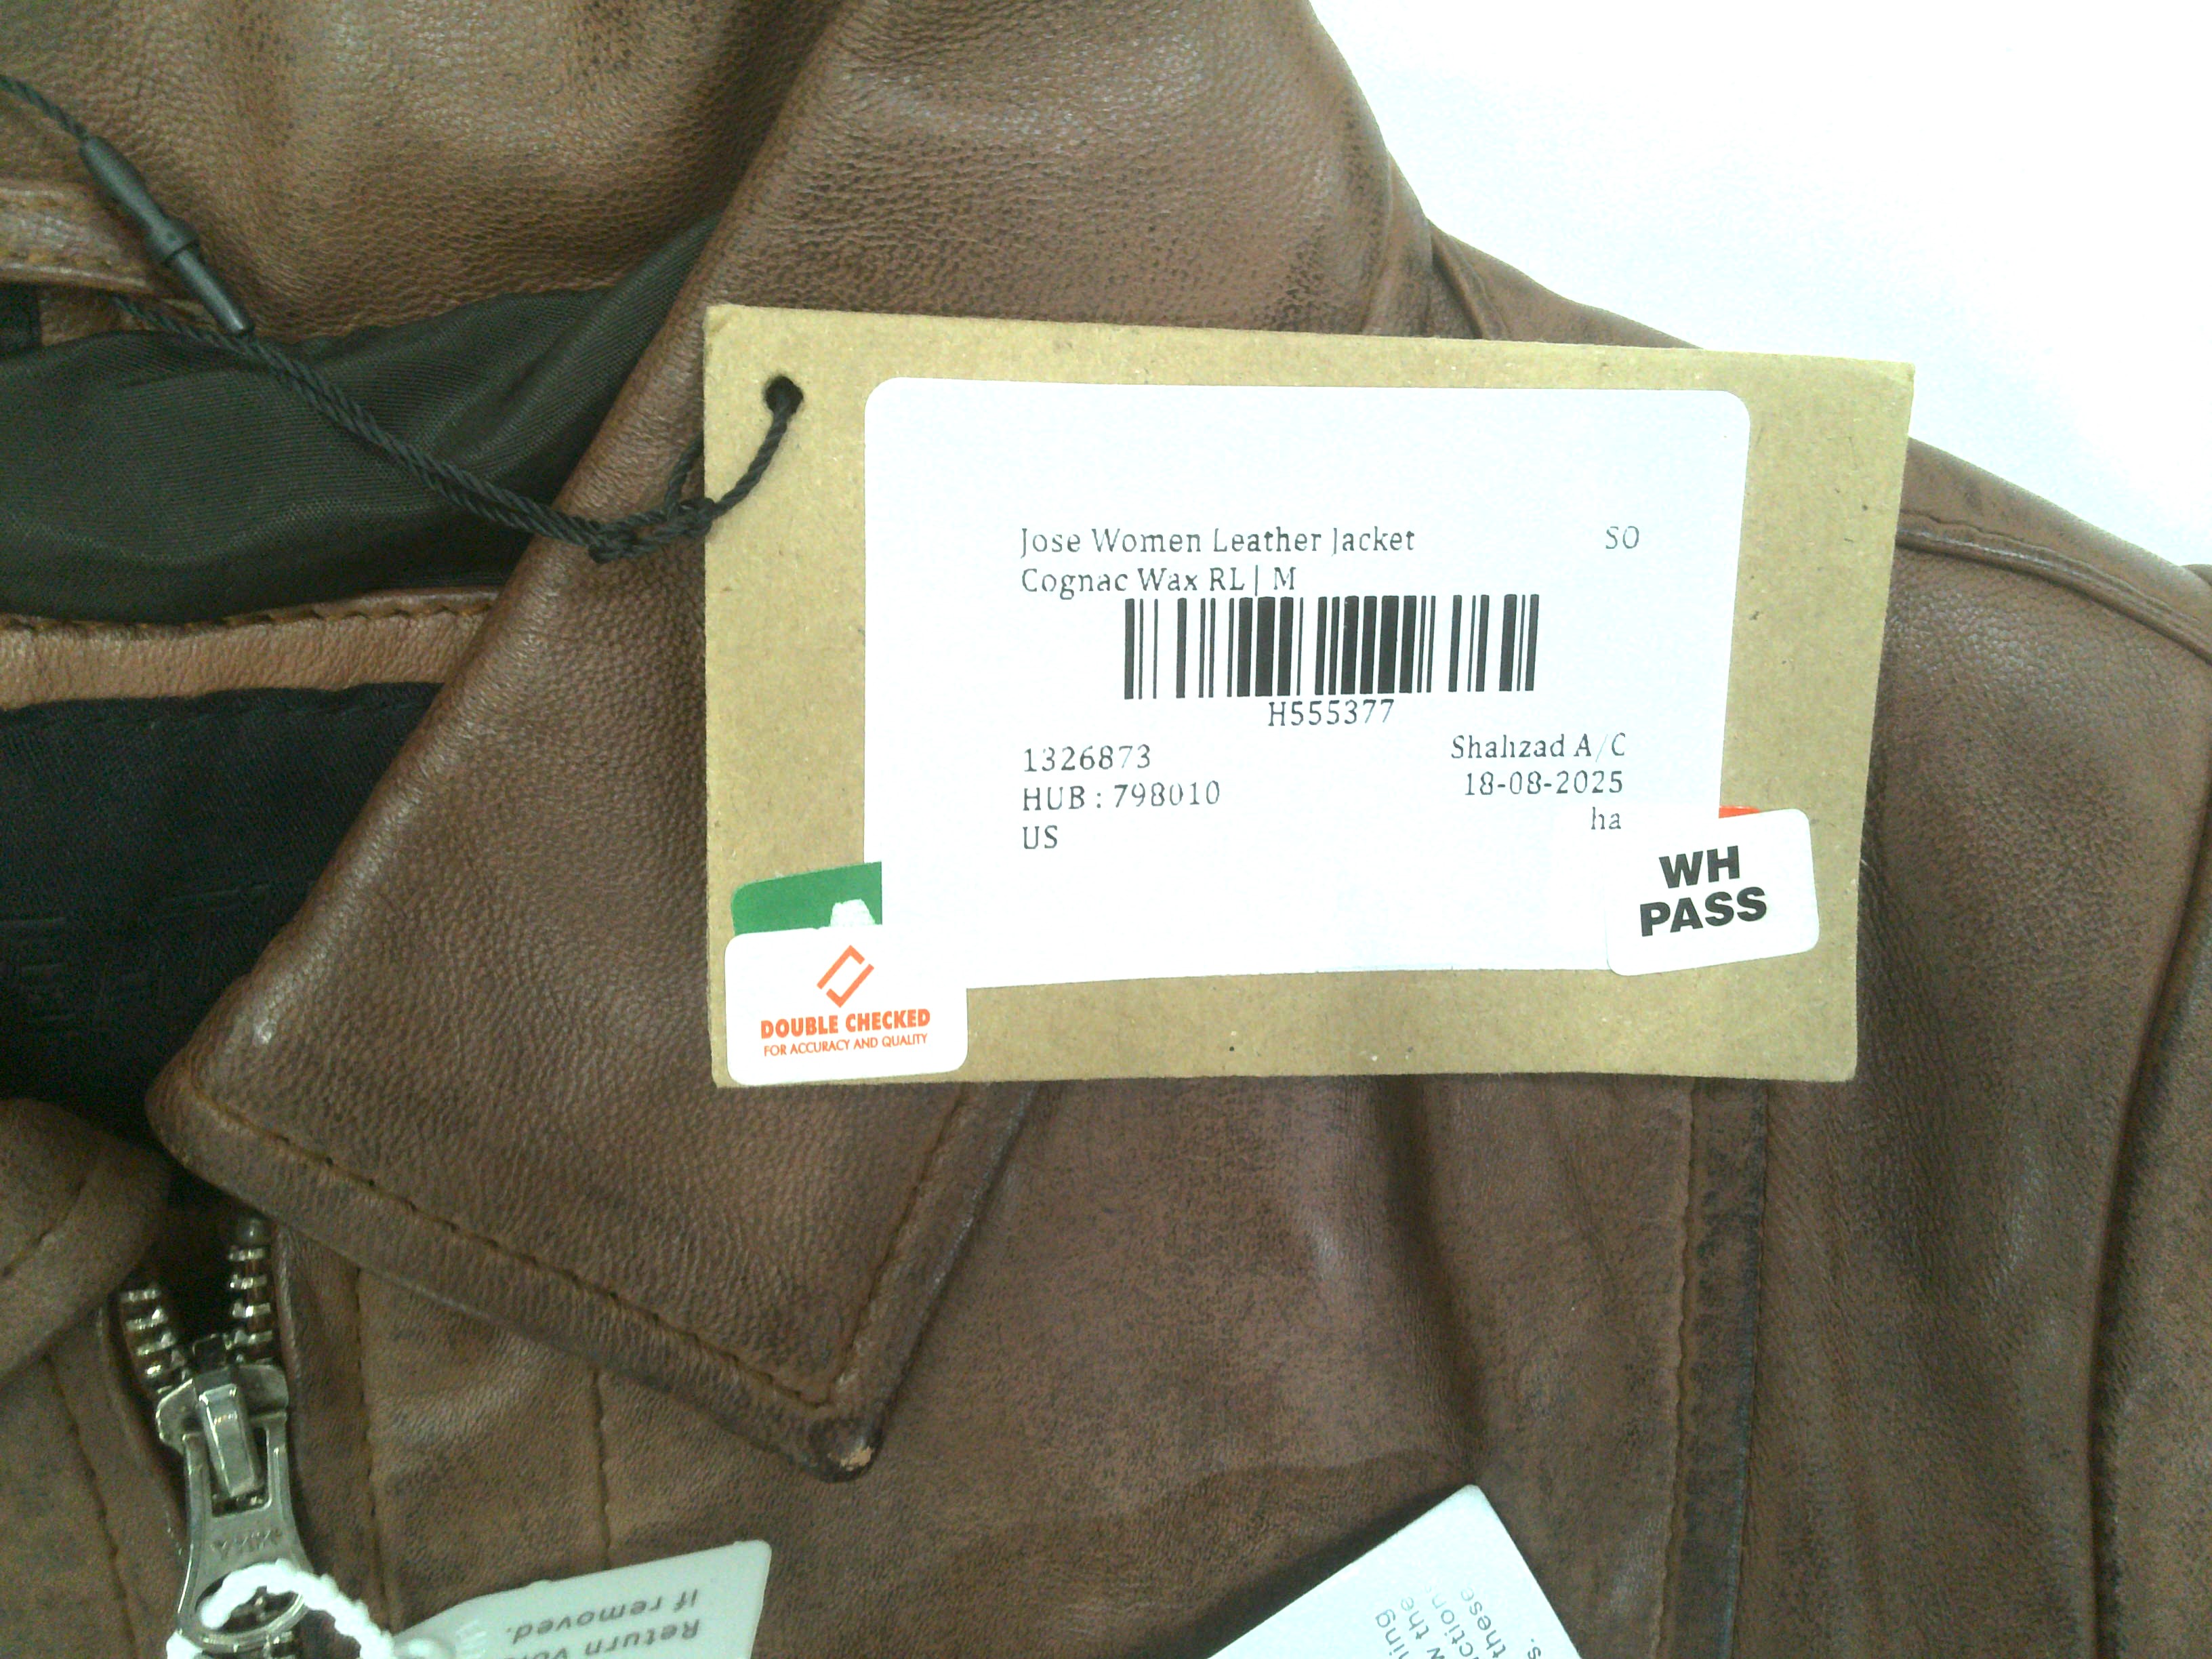 Jose Women Leather Jacket SO
Cognac Wax RL | M
H555377
1326873 Shahzad A/C
HUB : 798010 18-08-2025
US ha
WH
PASS
DOUBLE CHECKED
FOR ACCURACY AND QUALITY
Return
If removed.
these